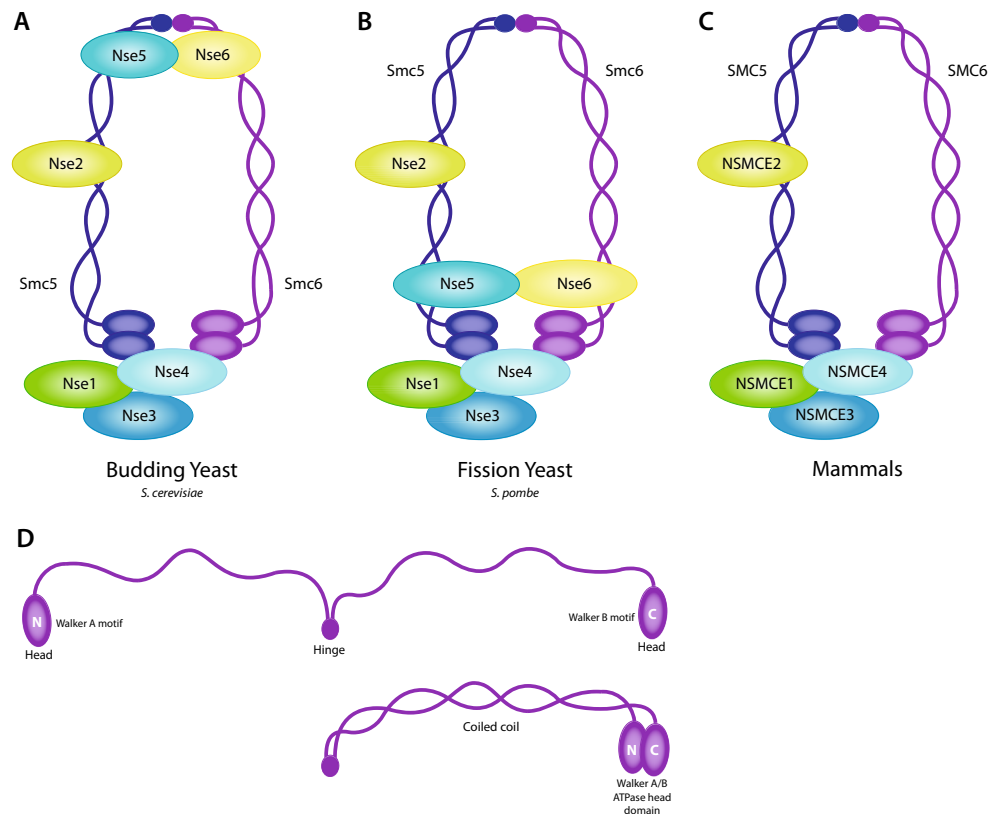 A
Nse5
Nse6
Nse2
Smc5
Smc6
Nse1
Nse4
Nse3
Budding Yeast
S. cerevisiae
B
Smc5
Smc6
Nse2
Nse5
Nse6
Nse1
Nse4
Nse3
Fission Yeast
S. pombe
C
SMC5
SMC6
NSMCE2
NSMCE1
NSMCE4
NSMCE3
Mammals
D
N
Walker A motif
Head
Hinge
Walker B motif
C
Head
Coiled coil
N
C
Walker A/B
ATPase head
domain